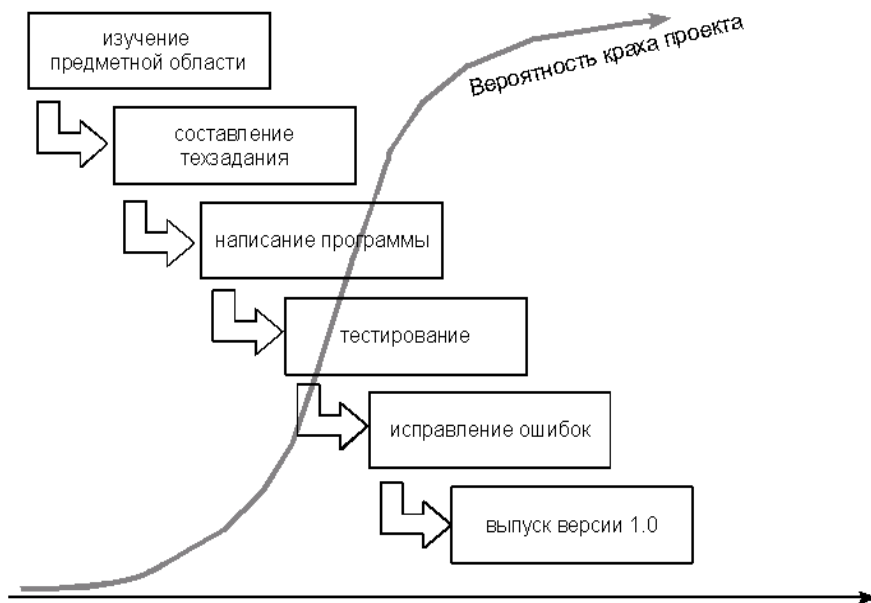 изучение
предметной области
Вероятность краха проекта
составление
техзадания
написание программы
тестирование
исправление ошибок
выпуск версии 1.0